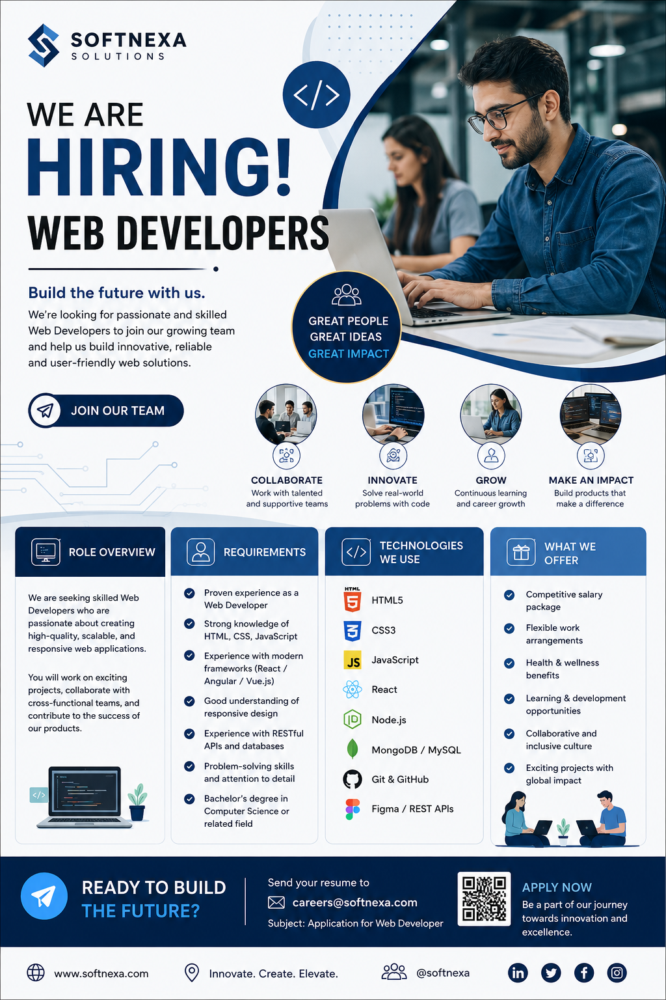 SOFTNEXA
SOLUTIONS
</>
WE ARE
HIRING!
WEB DEVELOPERS
Build the future with us.
We're looking for passionate and skilled
Web Developers to join our growing team
and help us build innovative, reliable
and user-friendly web solutions.
GREAT PEOPLE
GREAT IDEAS
GREAT IMPACT
JOIN OUR TEAM
COLLABORATE
Work with talented
and supportive teams
INNOVATE
Solve real-world
problems with code
GROW
Continuous learning
and career growth
MAKE AN IMPACT
Build products that
make a difference
ROLE OVERVIEW
We are seeking skilled Web
Developers who are
passionate about creating
high-quality, scalable, and
responsive web applications.
You will work on exciting
projects, collaborate with
cross-functional teams, and
contribute to the success of
our products.
</>
REQUIREMENTS
Proven experience as a
Web Developer
Strong knowledge of
HTML, CSS, JavaScript
Experience with modern
frameworks (React /
Angular / Vue.js)
Good understanding of
responsive design
Experience with RESTful
APIs and databases
Problem-solving skills
and attention to detail
Bachelor's degree in
Computer Science or
related field
</>
TECHNOLOGIES
WE USE
HTML
5
HTML5
3
CSS3
JS
JavaScript
React
Node.js
MongoDB / MySQL
Git & GitHub
Figma / REST APIs
WHAT WE
OFFER
Competitive salary
package
Flexible work
arrangements
Health & wellness
benefits
Learning & development
opportunities
Collaborative and
inclusive culture
Exciting projects with
global impact
READY TO BUILD
THE FUTURE?
Send your resume to
careers@softnexa.com
Subject: Application for Web Developer
APPLY NOW
Be a part of our journey
towards innovation and
excellence.
www.softnexa.com
Innovate. Create. Elevate.
@softnexa
in
f